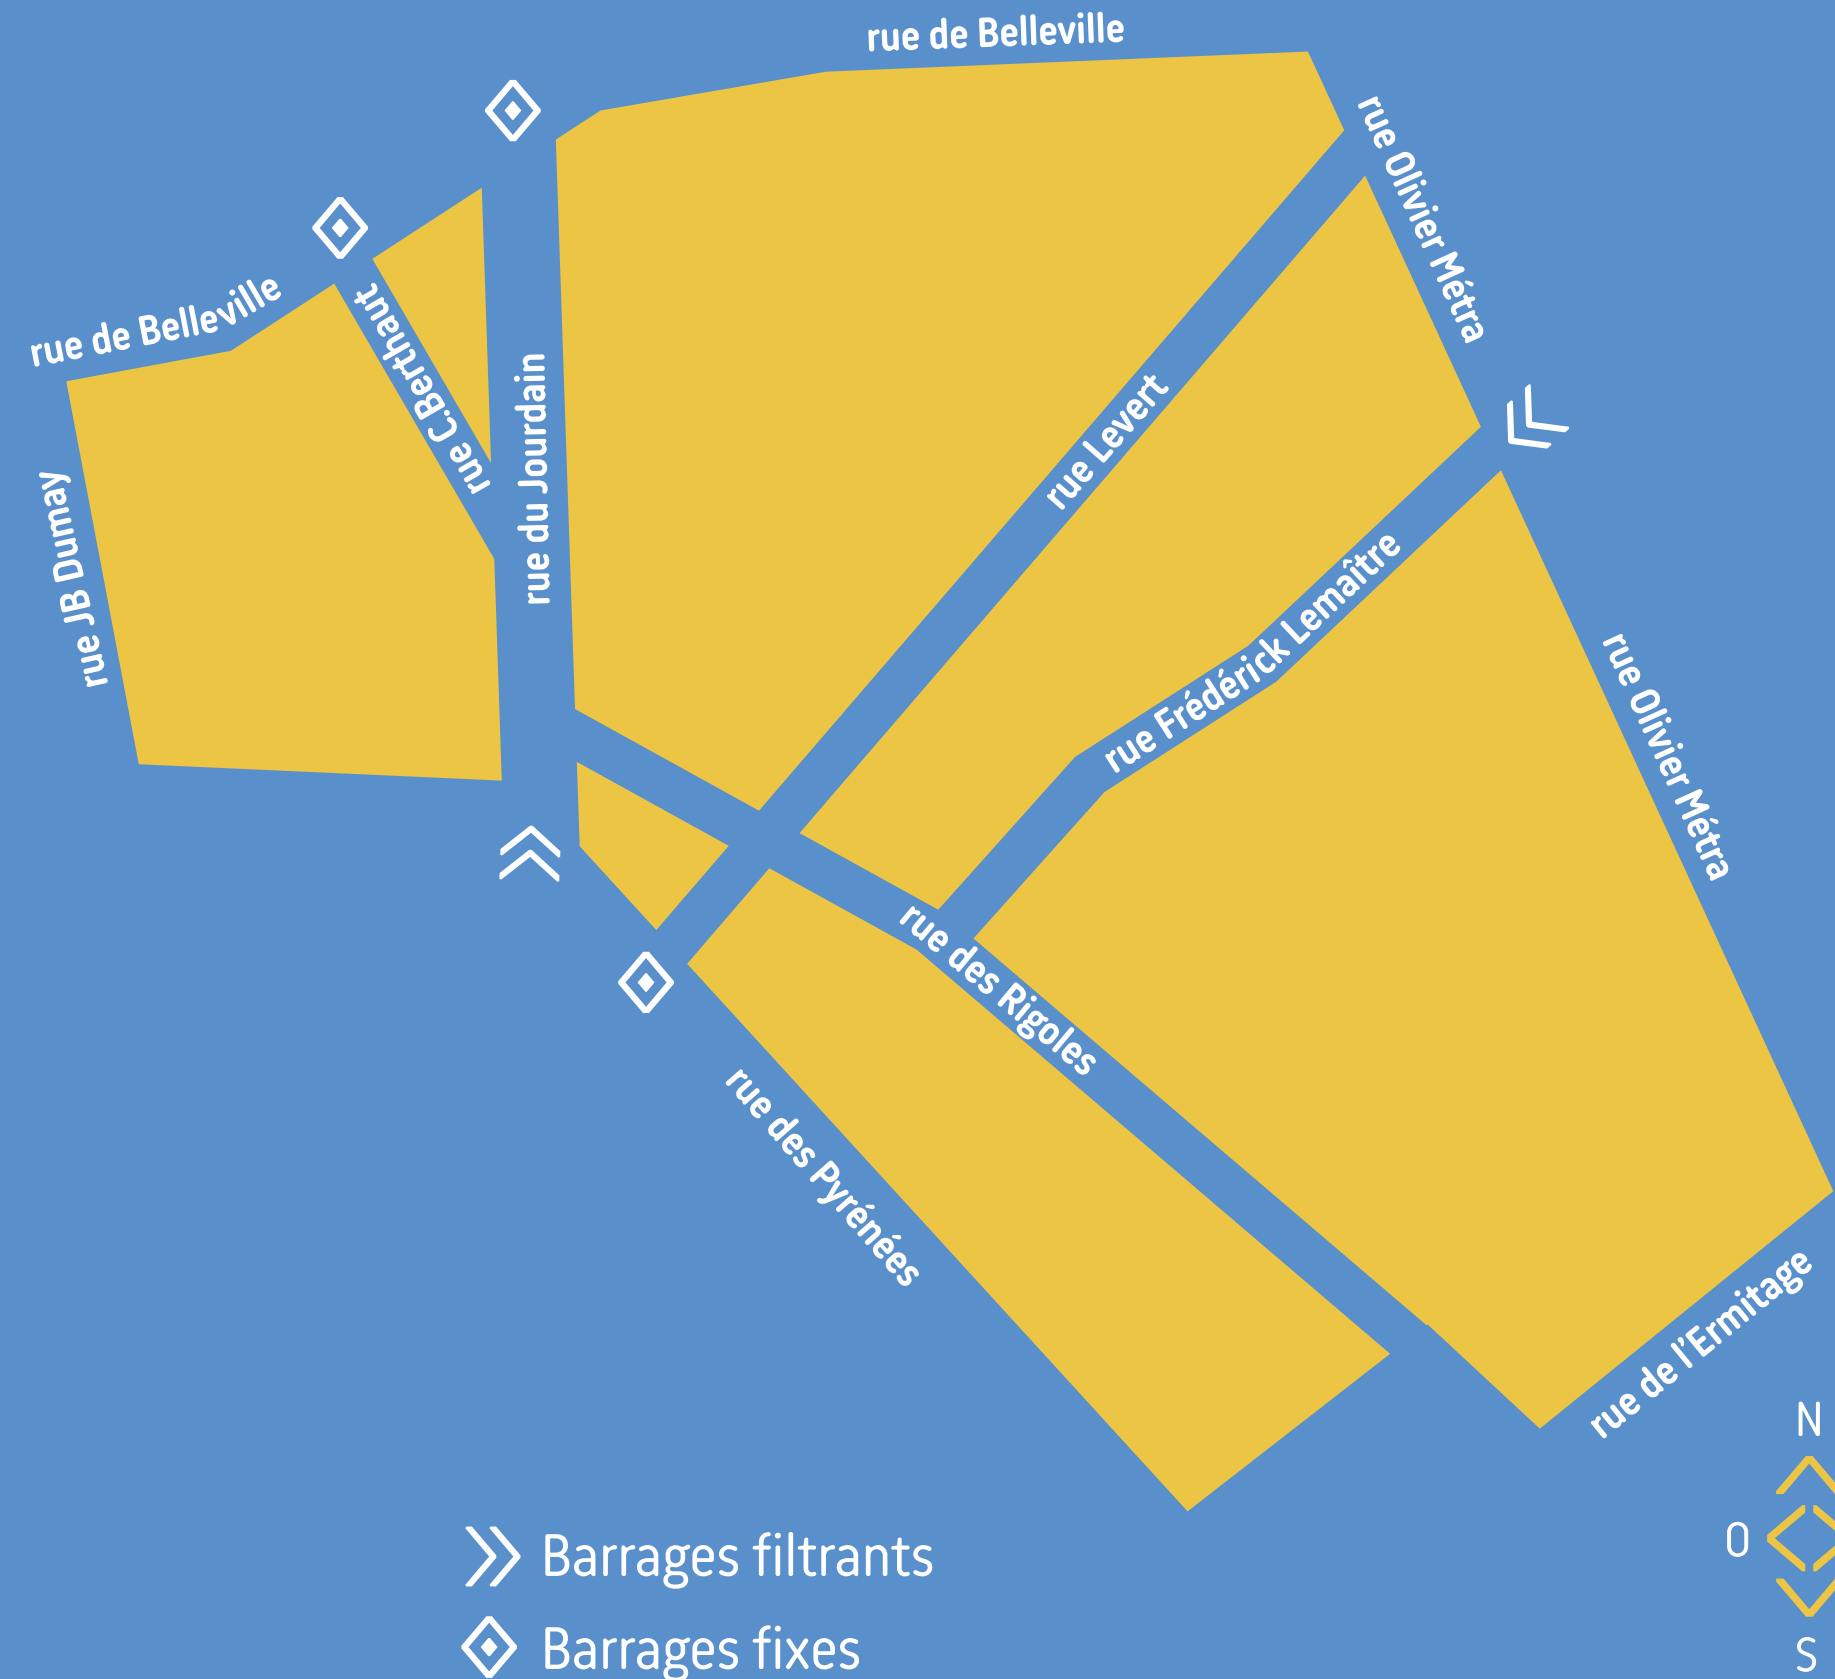 rue de Belleville
rue Olivier Métra
rue de Belleville
rue C.Berthant
rue du Jourdain
rue Levert
rue JB Dumay
rue Frédérick Lemaître
rue Olivier Métra
rue des Rigoles
rue des Pyrénées
rue de l'Ermitage
N
O
S
Barrages filtrants
Barrages fixes